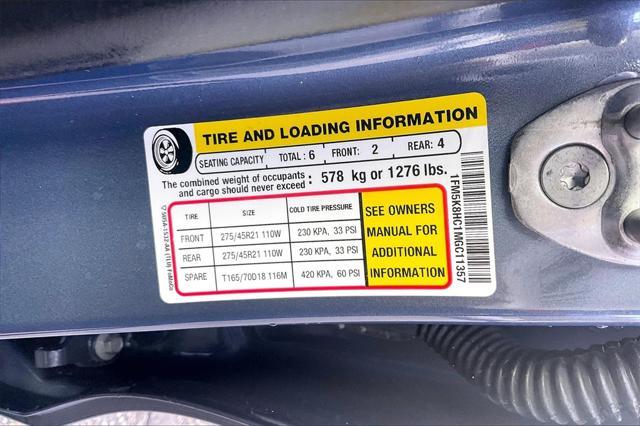 TIRE AND LOADING INFORMATION
SEATING CAPACITY TOTAL : 6 FRONT: 2 REAR: 4
The combined weight of occupants and cargo should never exceed : 578 kg or 1276 lbs.
TIRE SIZE COLD TIRE PRESSURE
FRONT 275/45R21 110W 230 KPA, 33 PSI
REAR 275/45R21 110W 230 KPA, 33 PSI
SPARE T165/70D18 116M 420 KPA, 60 PSI
SEE OWNERS
MANUAL FOR
ADDITIONAL
INFORMATION
1FM5K8HC1MGC11357